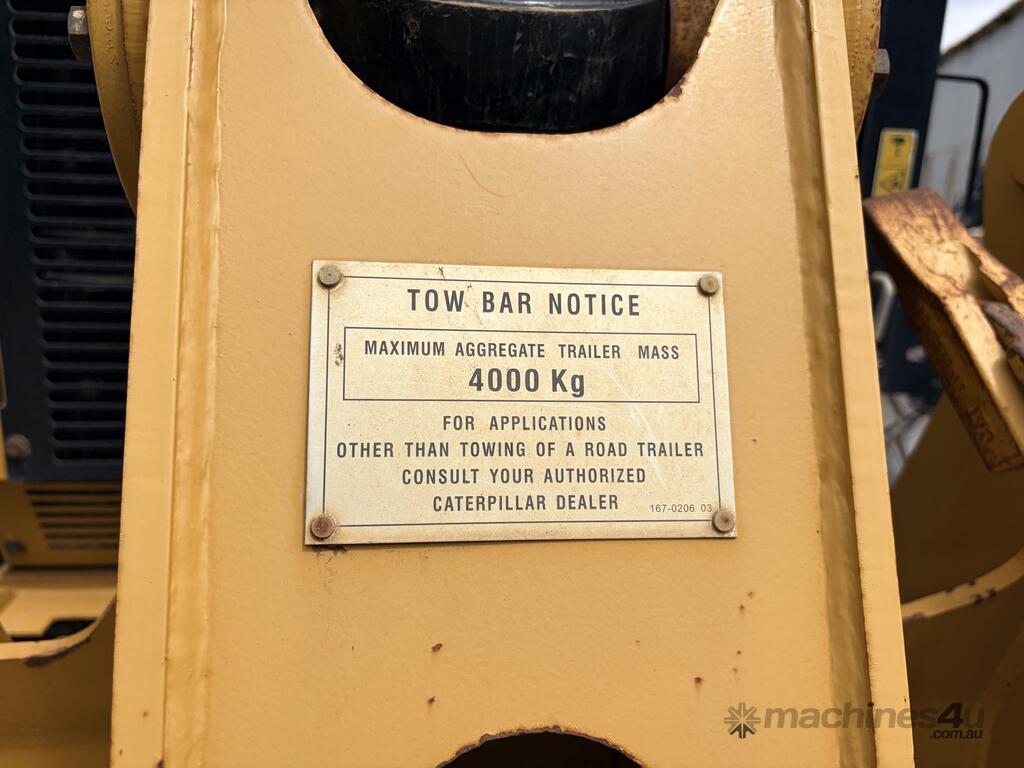 TOW BAR NOTICE
MAXIMUM AGGREGATE TRAILER MASS
4000 Kg
FOR APPLICATIONS
OTHER THAN TOWING OF A ROAD TRAILER
CONSULT YOUR AUTHORIZED
CATERPILLAR DEALER
167-0206 03
machines4u
.com.au